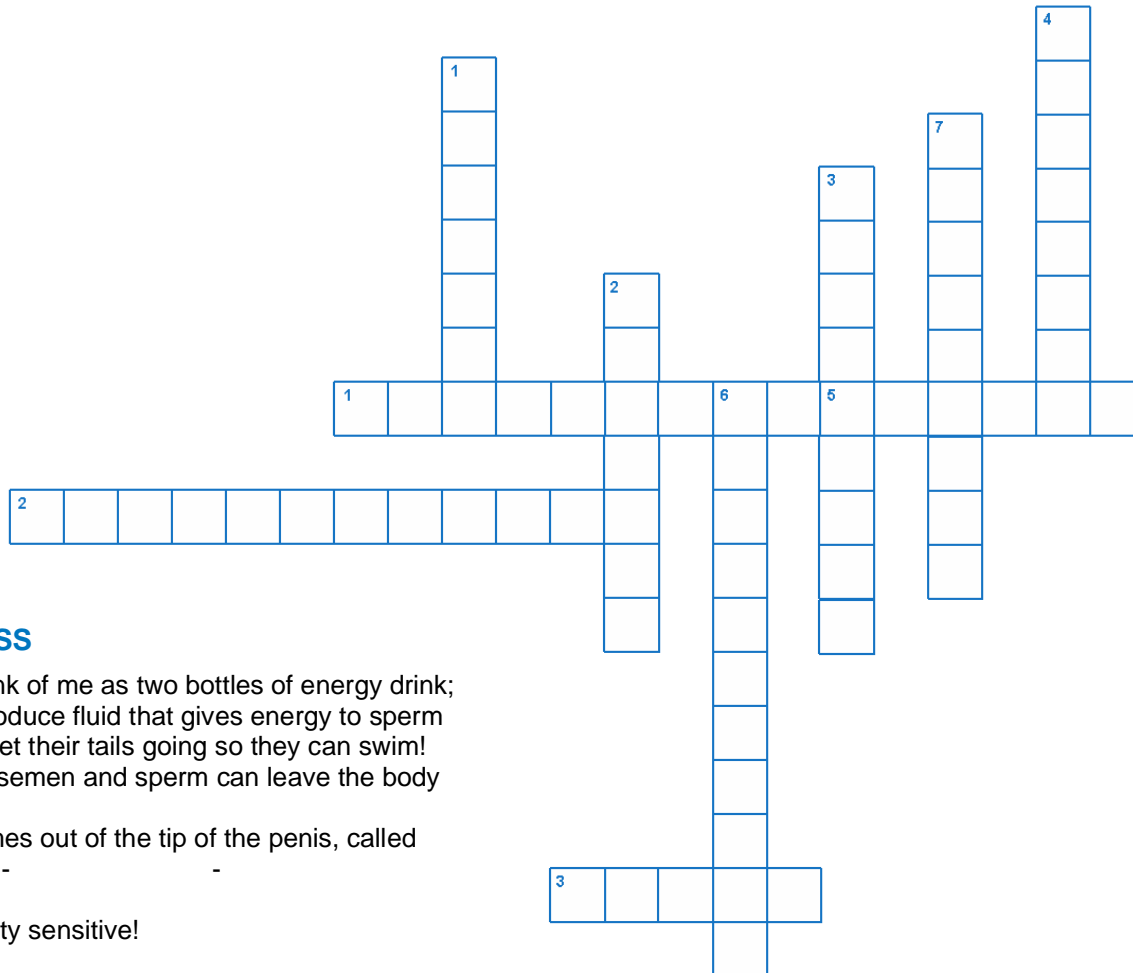 4
1
7
3
2
1 6 5
2
SS
nk of me as two bottles of energy drink;
oduce fluid that gives energy to sperm
et their tails going so they can swim!
semen and sperm can leave the body
nes out of the tip of the penis, called
- -
3
ty sensitive!